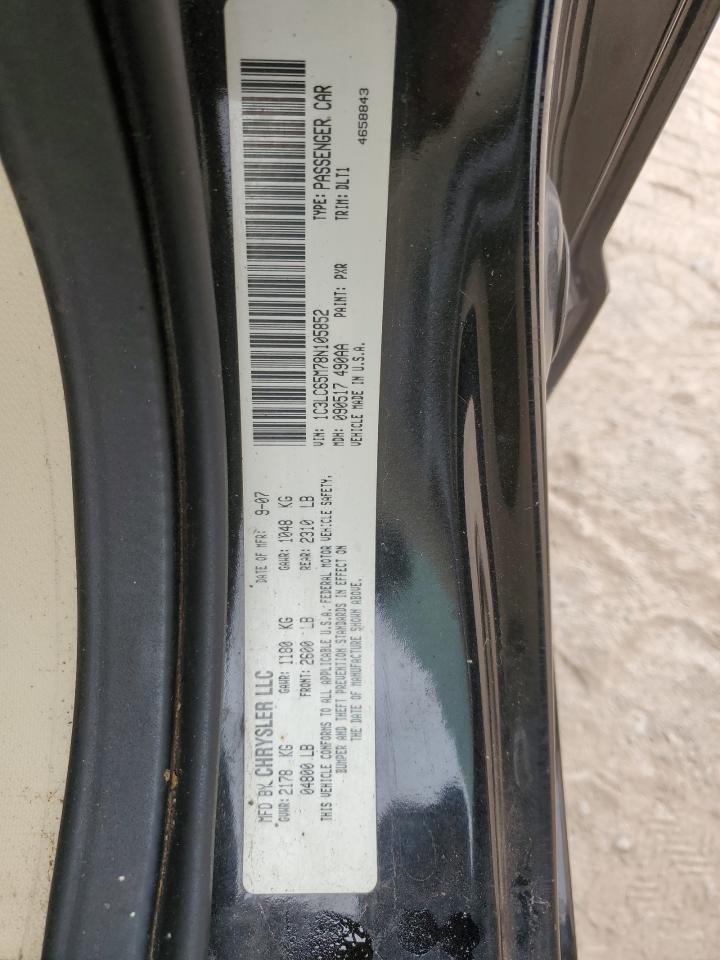 MFD BY CHRYSLER LLC DATE OF MFR: 9-07
GVWR: 2178 KG GAWR: 1180 KG GAWR: 1048 KG
04800 LB FRONT: 2600 LB REAR: 2310 LB
THIS VEHICLE CONFORMS TO ALL APPLICABLE U.S.A. FEDERAL MOTOR VEHICLE SAFETY,
BUMPER AND THEFT PREVENTION STANDARDS IN EFFECT ON
THE DATE OF MANUFACTURE SHOWN ABOVE.
VIN: 1C3LC65M78N105852 TYPE: PASSENGER CAR
MDH: 090517 490AA PAINT: PXR TRIM: DLT1
VEHICLE MADE IN U.S.A. 4658843